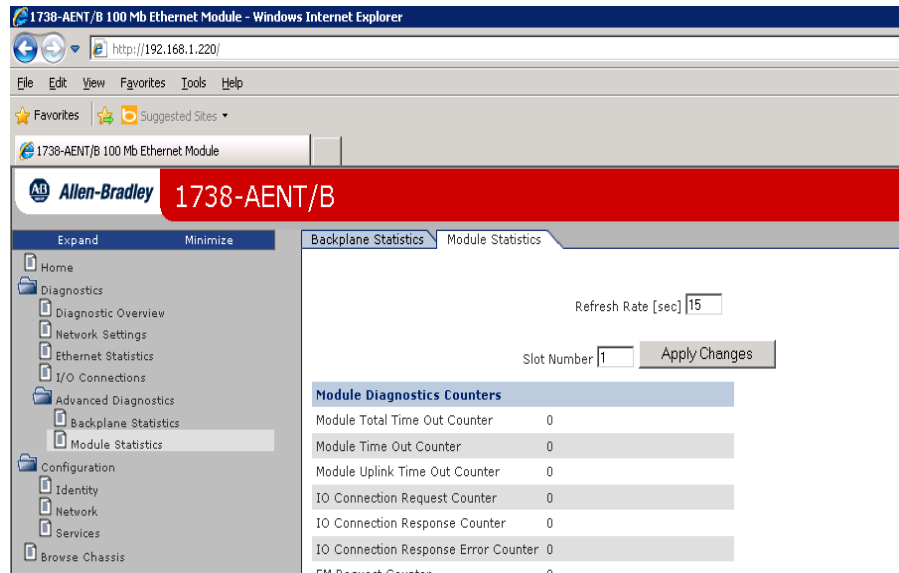 1738-AENT/B 100 Mb Ethernet Module - Windows Internet Explorer
http://192.168.1.220/
File Edit View Favorites Tools Help
Favorites Suggested Sites
1738-AENT/B 100 Mb Ethernet Module
AB Allen-Bradley 1738-AENT/B
Expand Minimize
Home
Diagnostics
Diagnostic Overview
Network Settings
Ethernet Statistics
I/O Connections
Advanced Diagnostics
Backplane Statistics
Module Statistics
Configuration
Identity
Network
Services
Browse Chassis
Backplane Statistics Module Statistics
Refresh Rate [sec] 15
Slot Number 1 Apply Changes
Module Diagnostics Counters
Module Total Time Out Counter 0
Module Time Out Counter 0
Module Uplink Time Out Counter 0
IO Connection Request Counter 0
IO Connection Response Counter 0
IO Connection Response Error Counter 0
EM Request Counter 0